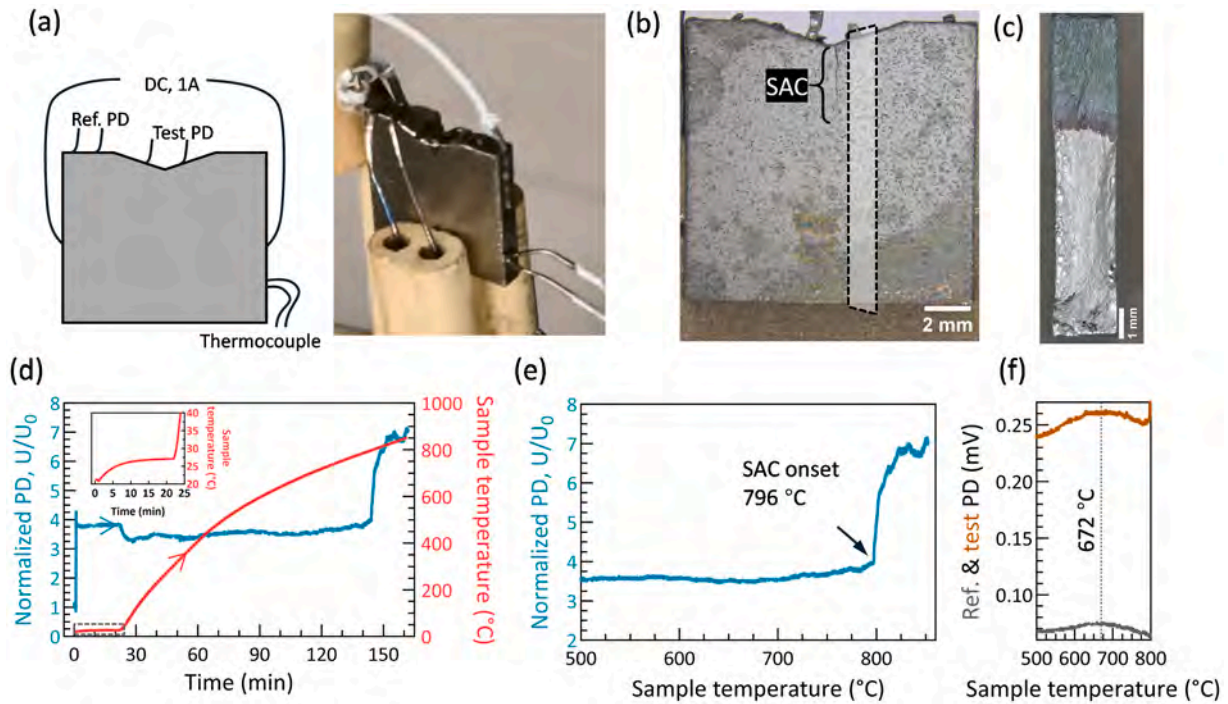 (a)
DC, 1A
Ref. PD
Test PD
Thermocouple
(b)
SAC
2 mm
(c)
1 mm
(d)
Normalized PD, U/U0
8
7
6
5
4
3
2
1
0
0 30 60 90 120 150
Time (min)
1000
800
600
400
200
0
Sample temperature (°C)
40
35
30
25
20
Sample
temperature
(°C)
0 5 10 15 20 25
Time (min)
(e)
Normalized PD, U/U0
8
7
6
5
4
3
2
SAC onset
796 °C
500 600 700 800
Sample temperature (°C)
(f)
Ref. & test PD (mV)
0.25
0.20
0.15
0.10
672 °C
500 600 700 800
Sample temperature (°C)